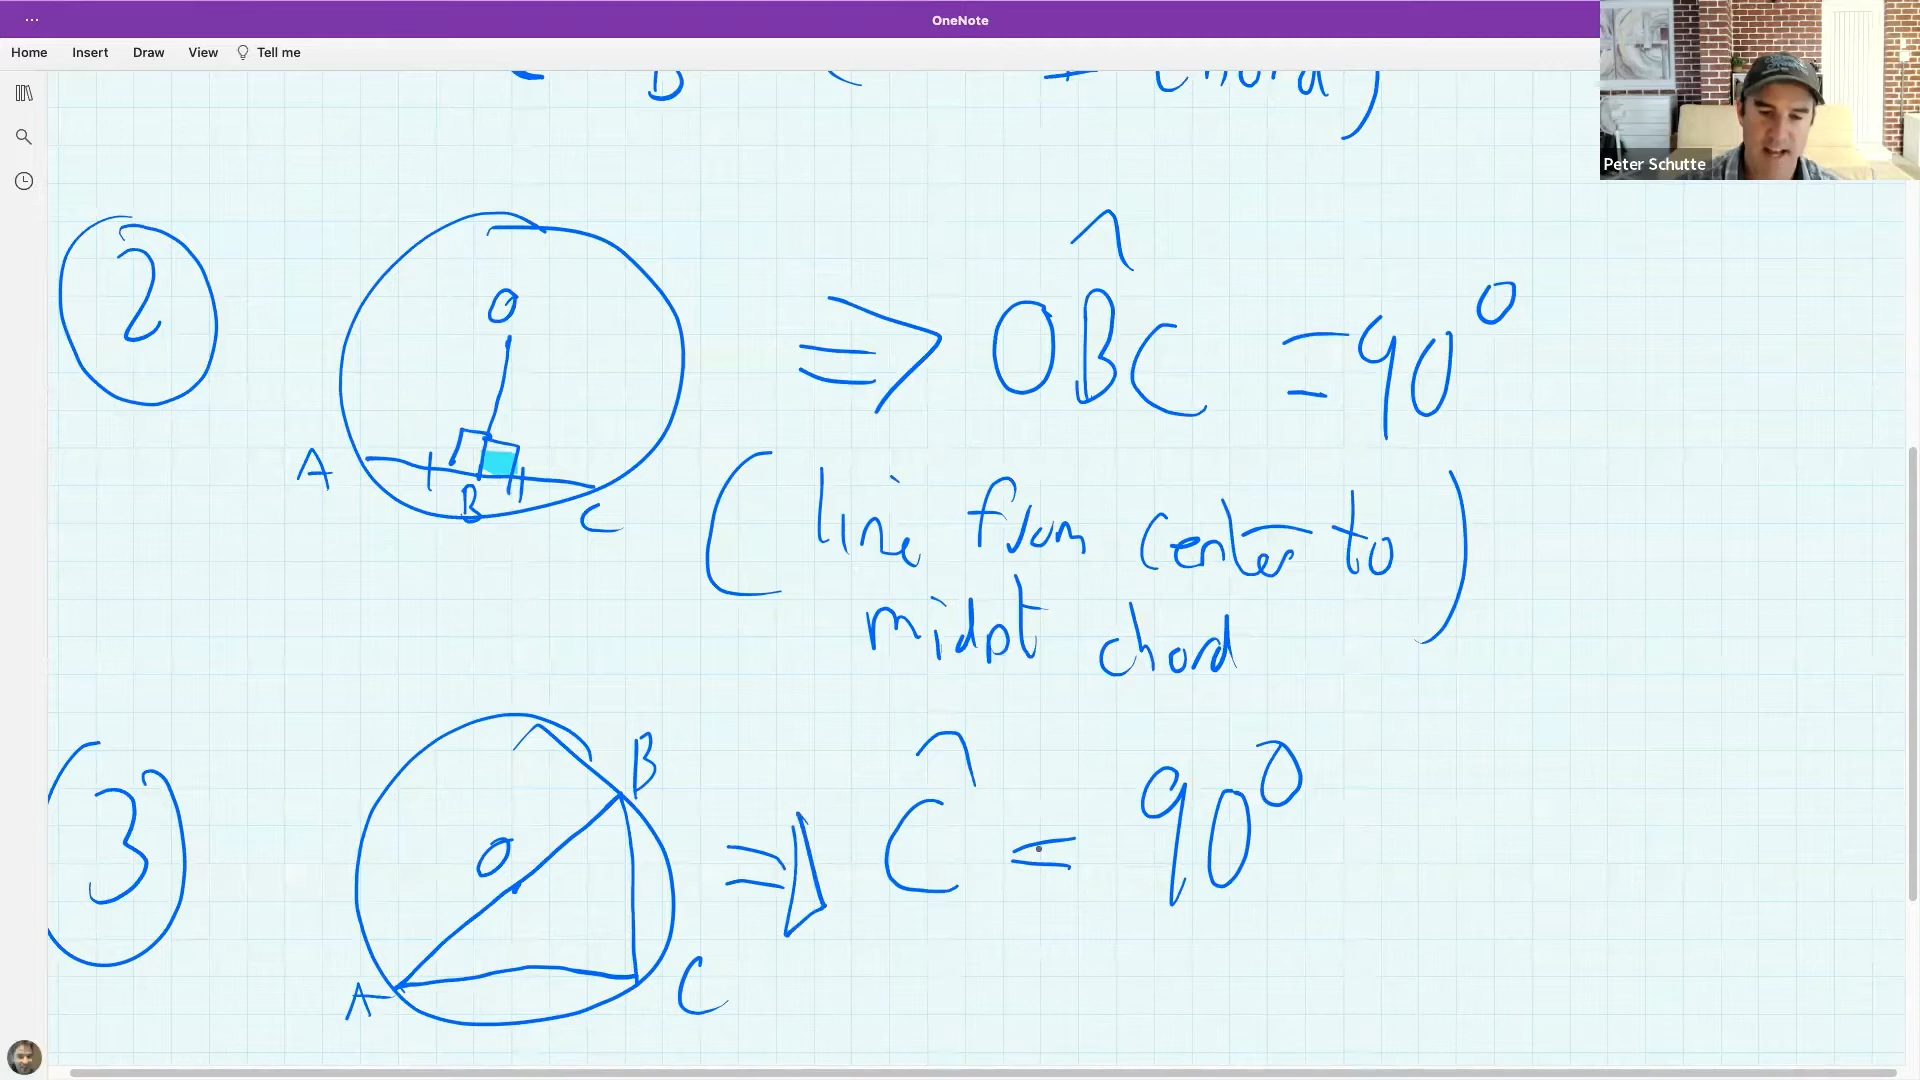 OneNote
Home Insert Draw View Tell me
Peter Schutte
chord)
2
O
A
B
C
⇒ OB̂C = 90°
(line from center to
midpt chord)
3
B
O
A
C
⇒ Ĉ = 90°